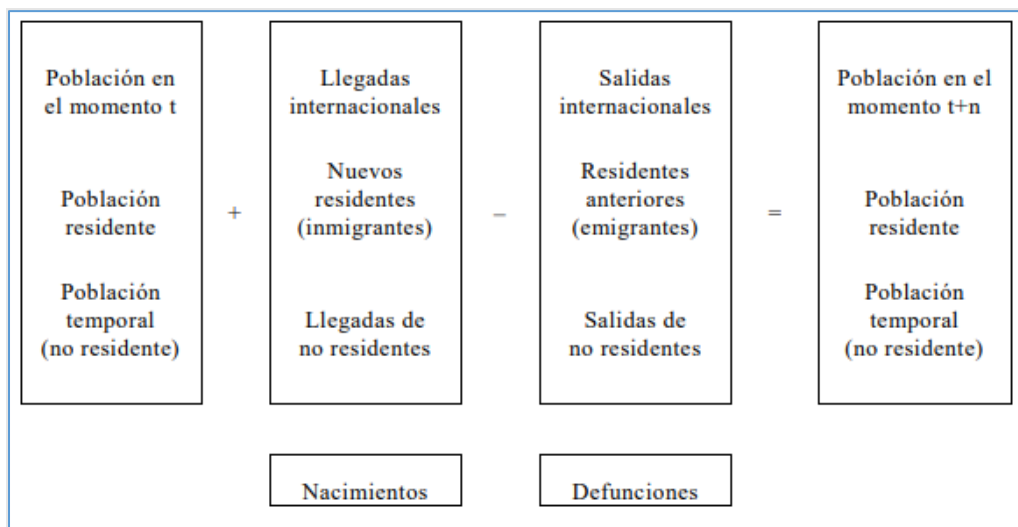 Población en
el momento t
Población
residente
Población
temporal
(no residente)
+
Llegadas
internacionales
Nuevos
residentes
(inmigrantes)
Llegadas de
no residentes
–
Salidas
internacionales
Residentes
anteriores
(emigrantes)
Salidas de
no residentes
=
Población en el
momento t+n
Población
residente
Población
temporal
(no residente)
Nacimientos
Defunciones